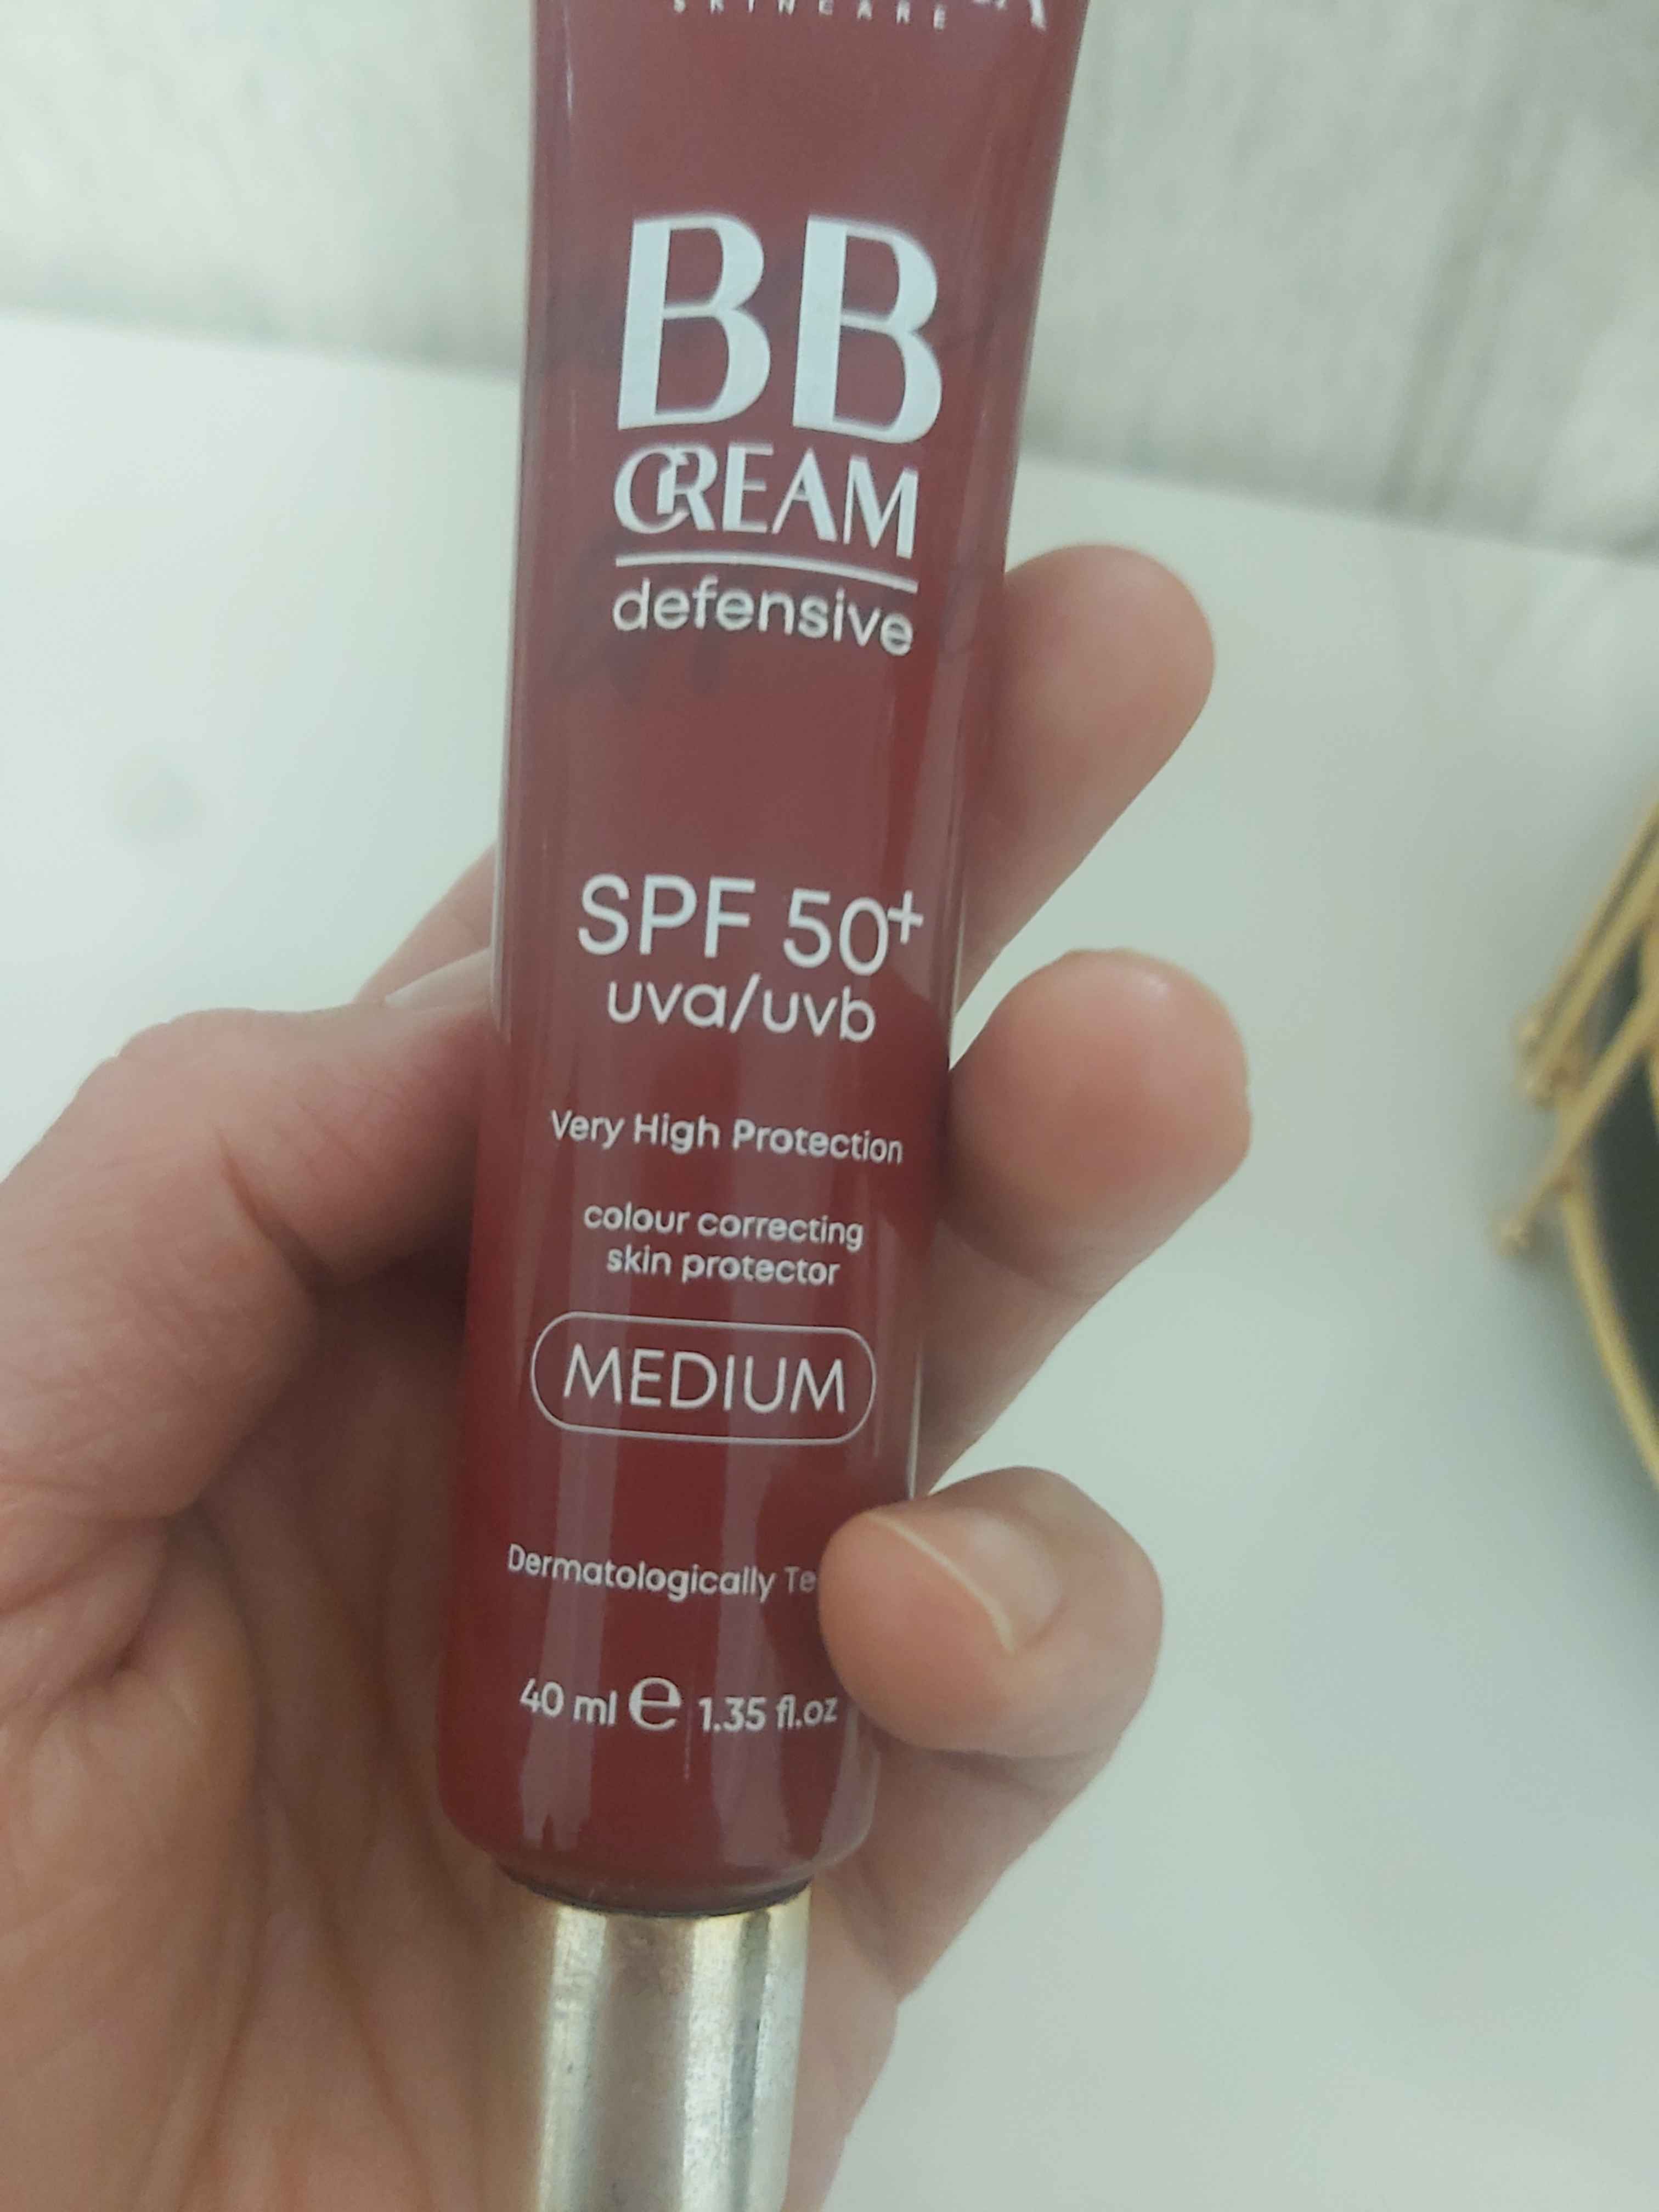 SKINCARE
BB
CREAM
defensive
SPF 50+
uva/uvb
Very High Protection
colour correcting
skin protector
MEDIUM
Dermatologically
40 ml e 1.35 fl.oz